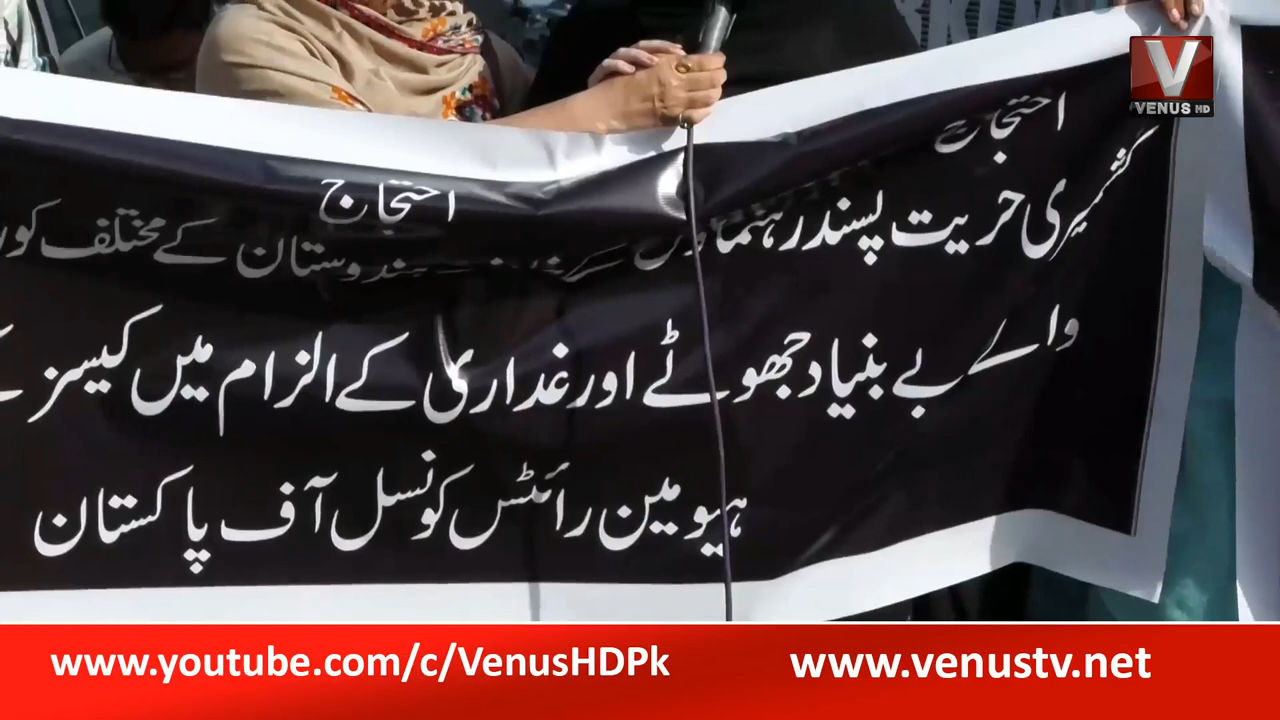 VENUS HD
احتجاج احتجاج
کشمیری حریت پسند رہنماؤں ہندوستان کے مختلف
والے بے بنیاد جھوٹے اور غداری کے الزام میں کیسز
ہیومین رائٹس کونسل آف پاکستان
www.youtube.com/c/VenusHDPk www.venustv.net